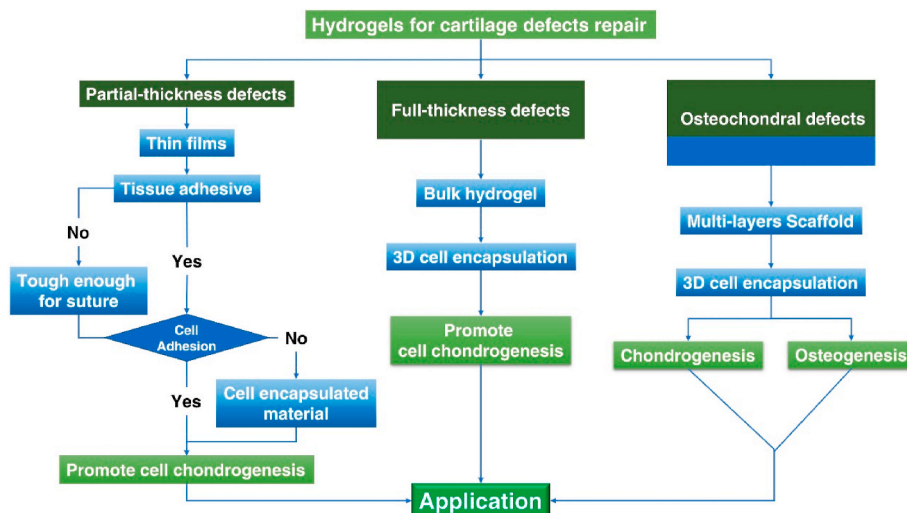 Hydrogels for cartilage defects repair
Partial-thickness defects
Thin films
Tissue adhesive
No
Yes
Tough enough
for suture
Cell
Adhesion
No
Yes
Cell encapsulated
material
Promote cell chondrogenesis
Full-thickness defects
Bulk hydrogel
3D cell encapsulation
Promote
cell chondrogenesis
Osteochondral defects
Multi-layers Scaffold
3D cell encapsulation
Chondrogenesis
Osteogenesis
Application